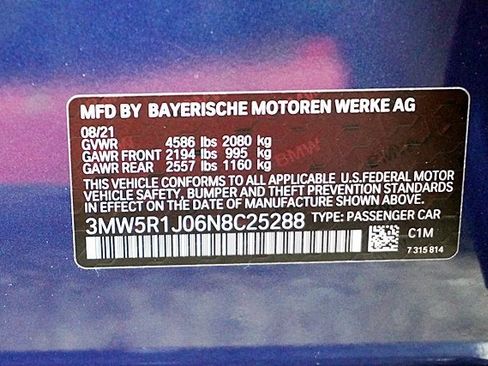 MFD BY BAYERISCHE MOTOREN WERKE AG
08/21
GVWR 4586 lbs 2080 kg
GAWR FRONT 2194 lbs 995 kg
GAWR REAR 2557 lbs 1160 kg
THIS VEHICLE CONFORMS TO ALL APPLICABLE U.S.FEDERAL MOTOR
VEHICLE SAFETY, BUMPER, AND THEFT PREVENTION STANDARDS
IN EFFECT ON THE DATE OF MANUFACTURE SHOWN ABOVE.
3MW5R1J06N8C25288 TYPE: PASSENGER CAR
C1M
7 315 814
BMW